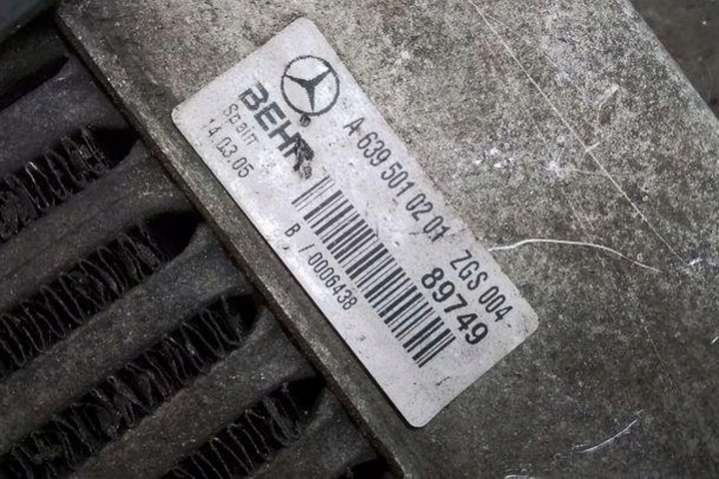 BEHR
Spain
14.03.05
A 639 501 02 01 ZGS 004
89749
B / 0006438